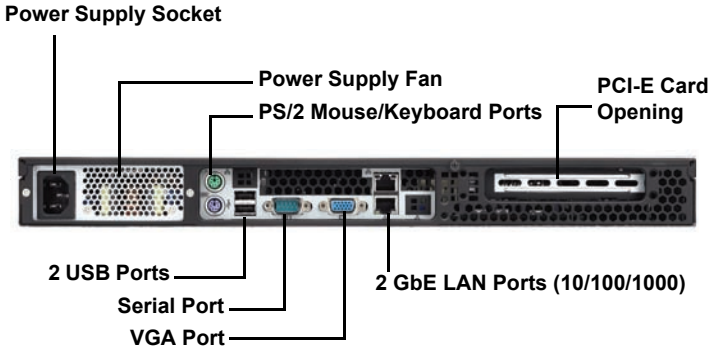 Power Supply Socket
Power Supply Fan
PS/2 Mouse/Keyboard Ports
PCI-E Card
Opening
2 USB Ports
Serial Port
VGA Port
2 GbE LAN Ports (10/100/1000)